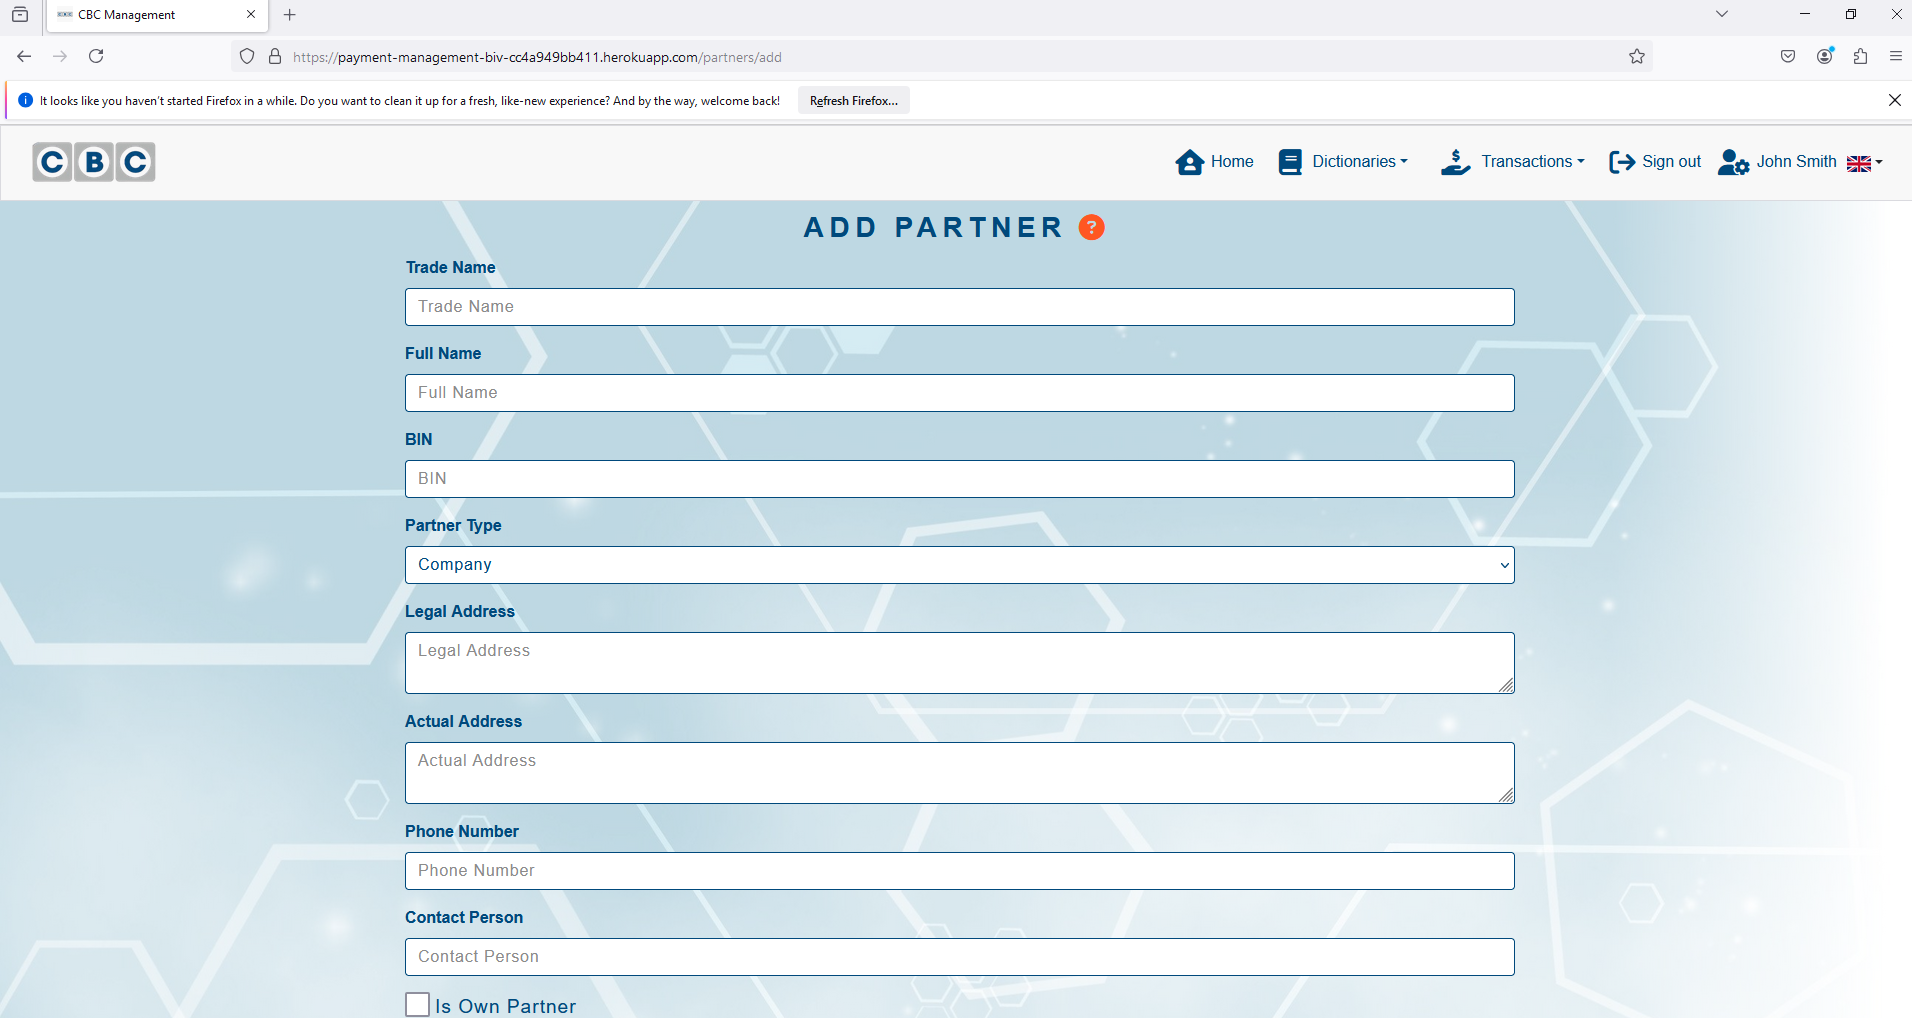 CBC Management
https://payment-management-biv-cc4a949bb411.herokuapp.com/partners/add
It looks like you haven't started Firefox in a while. Do you want to clean it up for a fresh, like-new experience? And by the way, welcome back! Refresh Firefox...
CBC Home Dictionaries Transactions Sign out John Smith
ADD PARTNER ?
Trade Name
Trade Name
Full Name
Full Name
BIN
BIN
Partner Type
Company
Legal Address
Legal Address
Actual Address
Actual Address
Phone Number
Phone Number
Contact Person
Contact Person
Is Own Partner